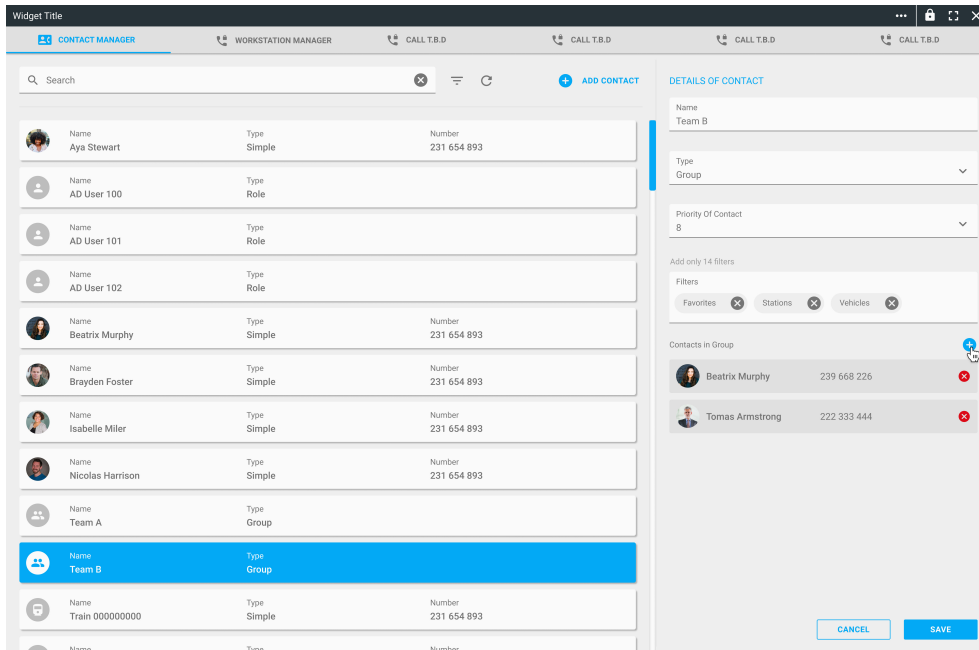 Widget Title
CONTACT MANAGER
WORKSTATION MANAGER
CALL T.B.D
CALL T.B.D
CALL T.B.D
CALL T.B.D
Search
ADD CONTACT
Name Type Number
Aya Stewart Simple 231 654 893
Name Type
AD User 100 Role
Name Type
AD User 101 Role
Name Type
AD User 102 Role
Name Type Number
Beatrix Murphy Simple 231 654 893
Name Type Number
Brayden Foster Simple 231 654 893
Name Type Number
Isabelle Miler Simple 231 654 893
Name Type Number
Nicolas Harrison Simple 231 654 893
Name Type
Team A Group
Name Type
Team B Group
Name Type Number
Train 000000000 Simple 231 654 893
Name Type Number
DETAILS OF CONTACT
Name
Team B
Type
Group
Priority Of Contact
8
Add only 14 filters
Filters
Favorites Stations Vehicles
Contacts in Group
Beatrix Murphy 239 668 226
Tomas Armstrong 222 333 444
CANCEL SAVE